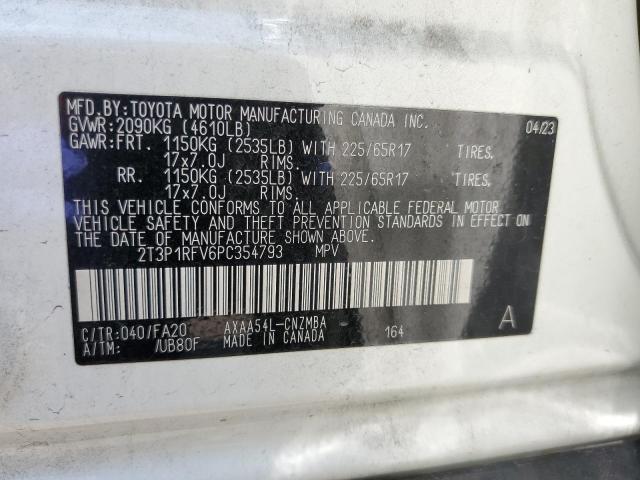 MFD.BY:TOYOTA MOTOR MANUFACTURING CANADA INC.
GVWR:2090KG (4610LB) 04/23
GAWR:FRT. 1150KG (2535LB) WITH 225/65R17 TIRES.
17x7.0J RIMS.
RR. 1150KG (2535LB) WITH 225/65R17 TIRES.
17x7.0J RIMS.
THIS VEHICLE CONFORMS TO ALL APPLICABLE FEDERAL MOTOR
VEHICLE SAFETY AND THEFT PREVENTION STANDARDS IN EFFECT ON
THE DATE OF MANUFACTURE SHOWN ABOVE.
2T3P1RFV6PC354793 MPV
C/TR:040/FA20 AXAA54L-CNZMBA 164 A
A/TM: /UB80F MADE IN CANADA